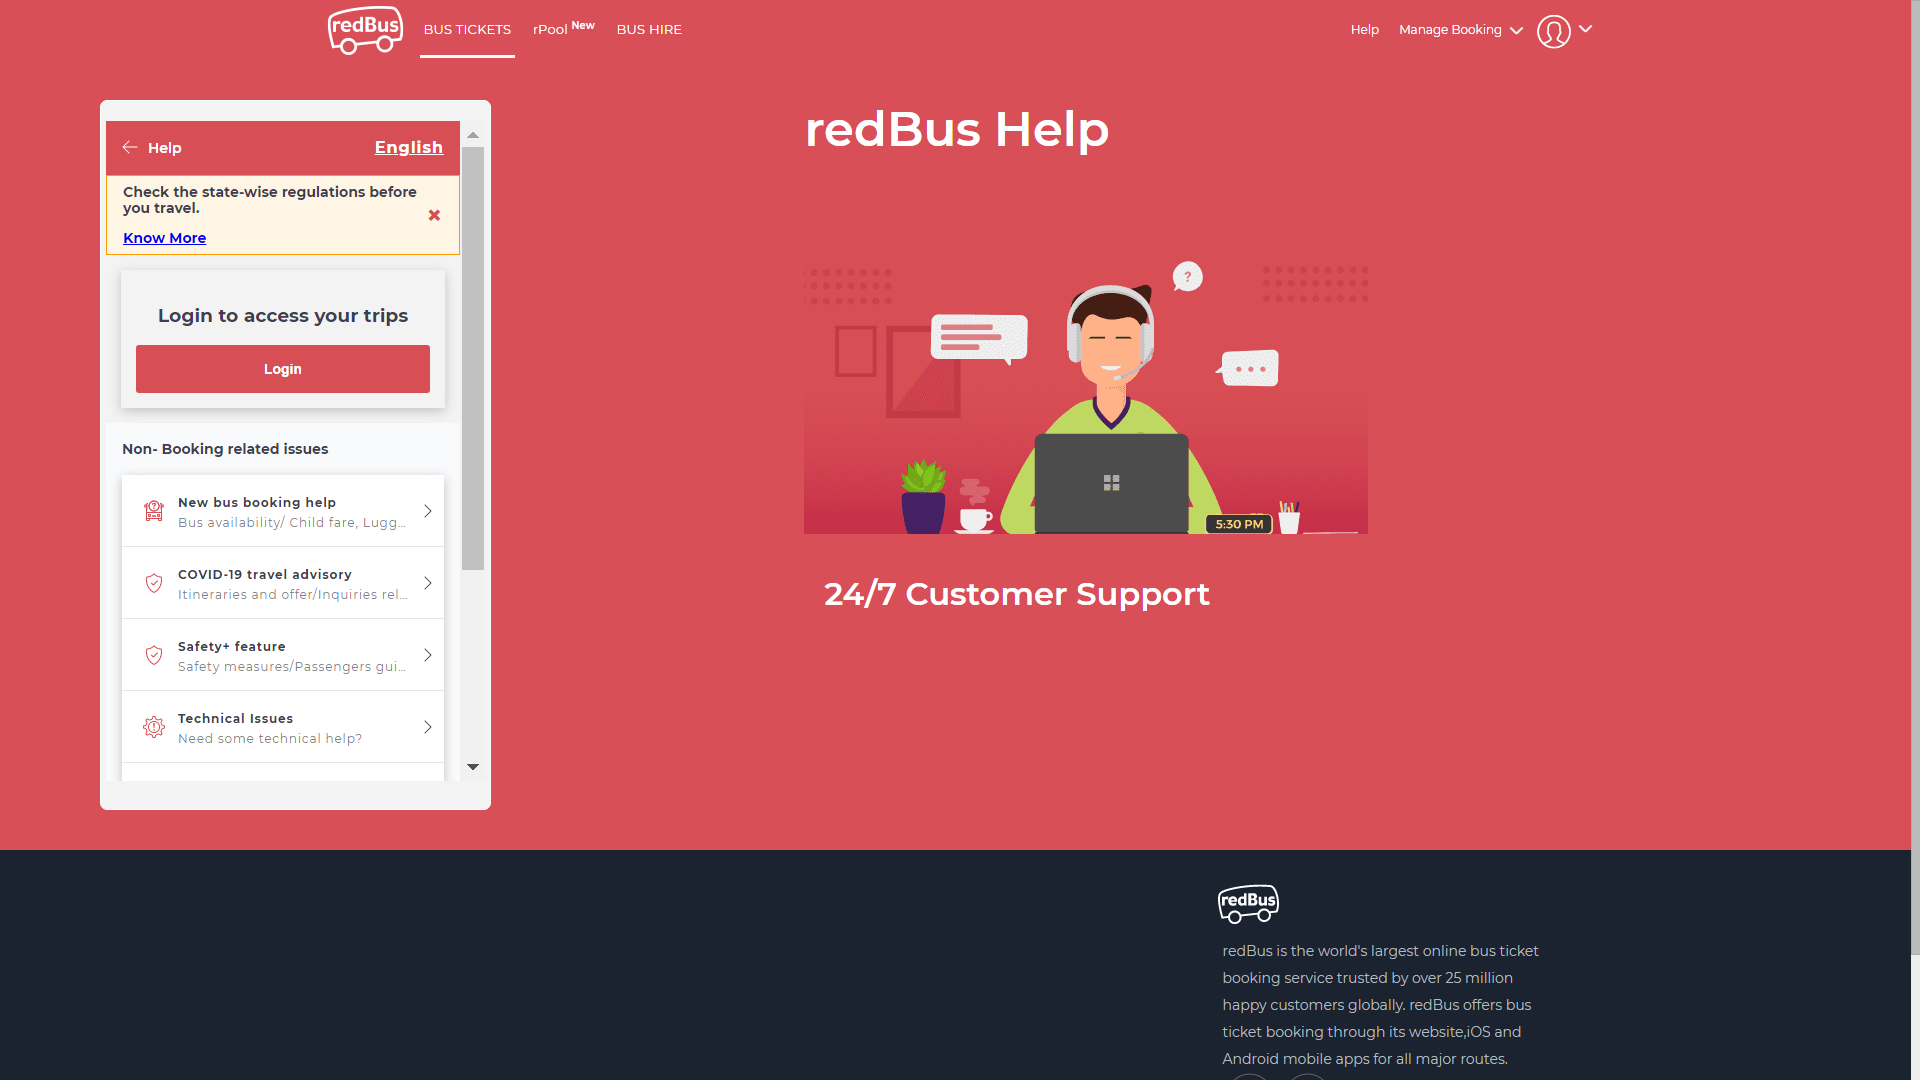 redBus
BUS TICKETS
rPool New
BUS HIRE
Help
Manage Booking
Help
English
Check the state-wise regulations before
you travel.
Know More
Login to access your trips
Login
Non- Booking related issues
New bus booking help
Bus availability/ Child fare, Lugg...
COVID-19 travel advisory
Itineraries and offer/Inquiries rel...
Safety+ feature
Safety measures/Passengers gui...
Technical Issues
Need some technical help?
redBus Help
?
5:30 PM
24/7 Customer Support
redBus
redBus is the world's largest online bus ticket
booking service trusted by over 25 million
happy customers globally. redBus offers bus
ticket booking through its website,iOS and
Android mobile apps for all major routes.